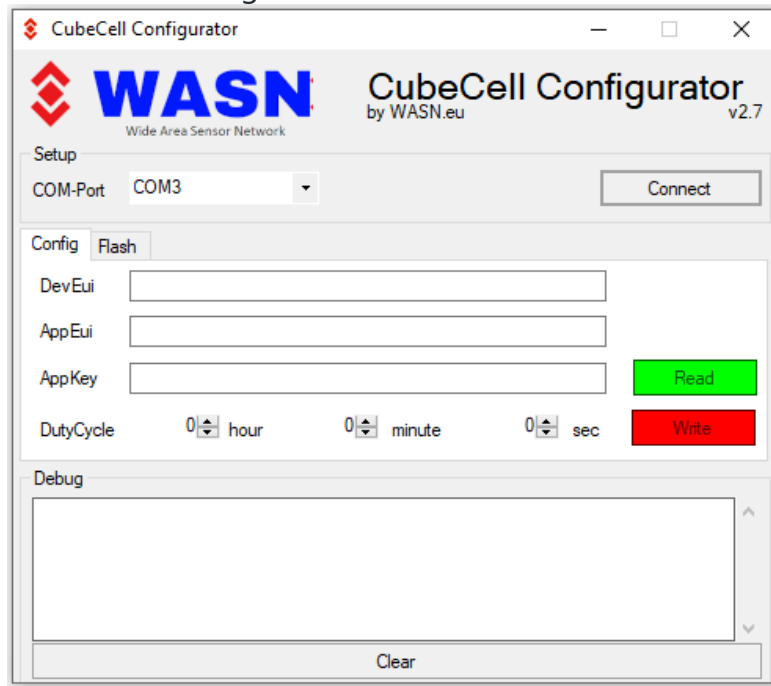 CubeCell Configurator
WASN
Wide Area Sensor Network
CubeCell Configurator
by WASN.eu
v2.7
Setup
COM-Port COM3 Connect
Config Flash
DevEui
AppEui
AppKey Read
DutyCycle 0 hour 0 minute 0 sec Write
Debug
Clear